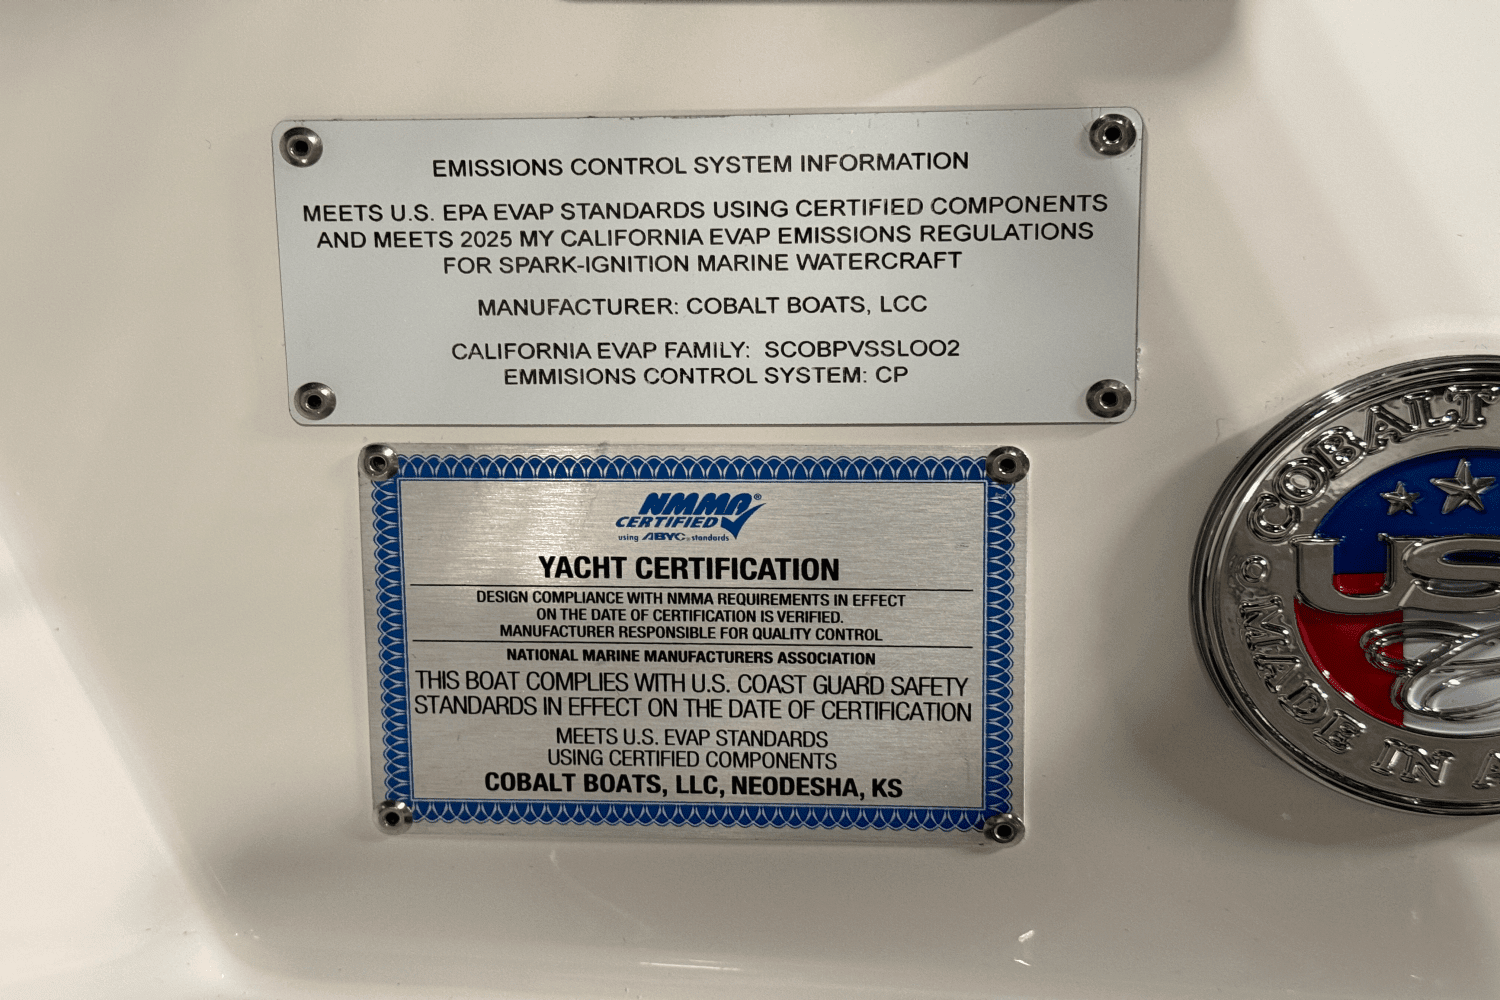 EMISSIONS CONTROL SYSTEM INFORMATION
MEETS U.S. EPA EVAP STANDARDS USING CERTIFIED COMPONENTS
AND MEETS 2025 MY CALIFORNIA EVAP EMISSIONS REGULATIONS
FOR SPARK-IGNITION MARINE WATERCRAFT
MANUFACTURER: COBALT BOATS, LCC
CALIFORNIA EVAP FAMILY: SCOBPVSSLOO2
EMMISIONS CONTROL SYSTEM: CP
NMMA®
CERTIFIED
using ABYC® standards
YACHT CERTIFICATION
DESIGN COMPLIANCE WITH NMMA REQUIREMENTS IN EFFECT
ON THE DATE OF CERTIFICATION IS VERIFIED.
MANUFACTURER RESPONSIBLE FOR QUALITY CONTROL
NATIONAL MARINE MANUFACTURERS ASSOCIATION
THIS BOAT COMPLIES WITH U.S. COAST GUARD SAFETY
STANDARDS IN EFFECT ON THE DATE OF CERTIFICATION
MEETS U.S. EVAP STANDARDS
USING CERTIFIED COMPONENTS
COBALT BOATS, LLC, NEODESHA, KS
COBALT
US
MADE IN